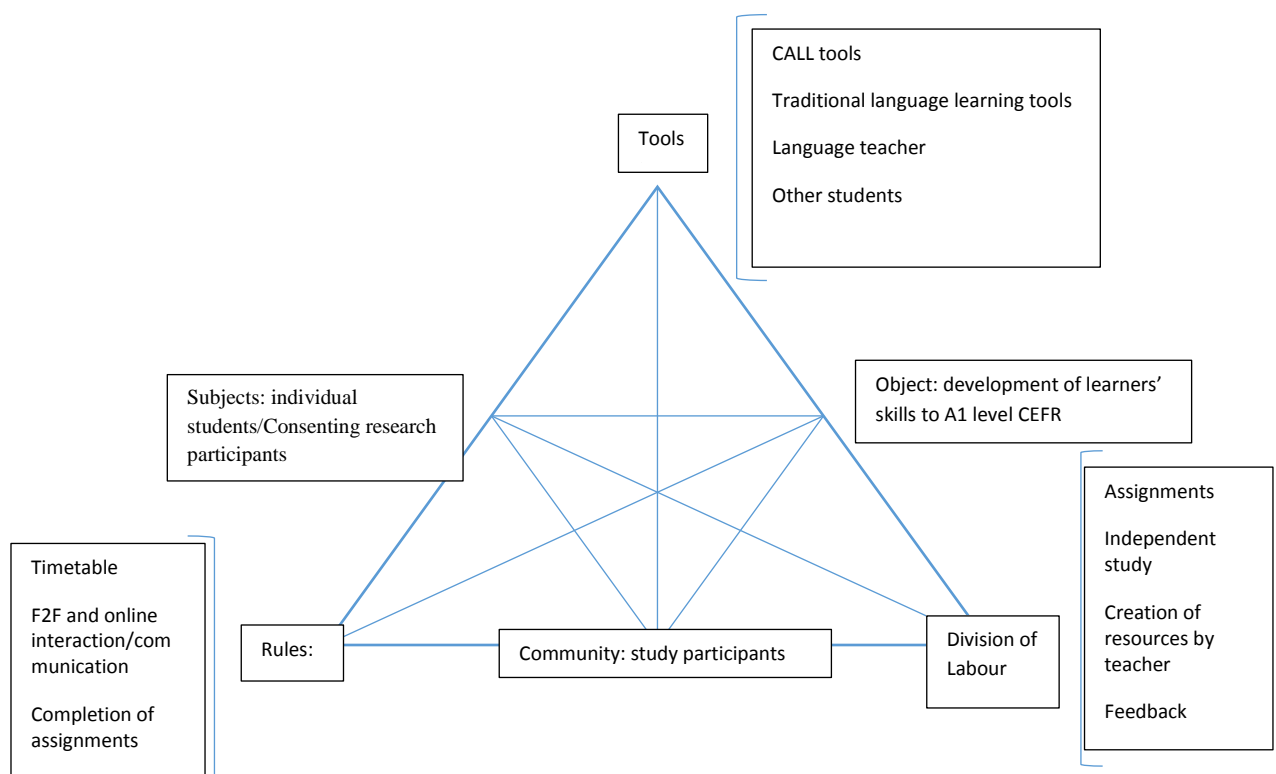 CALL tools
Traditional language learning tools
Language teacher
Other students
Tools
Subjects: individual
students/Consenting research
participants
Object: development of learners’
skills to A1 level CEFR
Timetable
F2F and online
interaction/com
munication
Completion of
assignments
Rules:
Community: study participants
Division of
Labour
Assignments
Independent
study
Creation of
resources by
teacher
Feedback